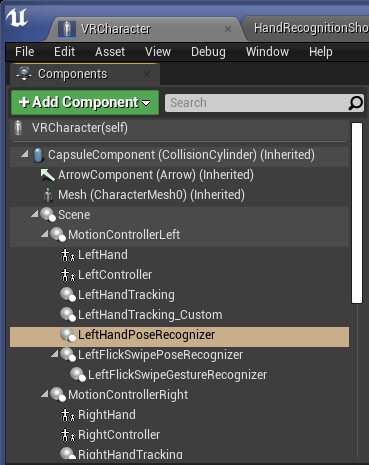 VRCharacter
HandRecognitionSho
File Edit Asset View Debug Window Help
Components
+ Add Component
Search
VRCharacter(self)
CapsuleComponent (CollisionCylinder) (Inherited)
ArrowComponent (Arrow) (Inherited)
Mesh (CharacterMesh0) (Inherited)
Scene
MotionControllerLeft
LeftHand
LeftController
LeftHandTracking
LeftHandTracking_Custom
LeftHandPoseRecognizer
LeftFlickSwipePoseRecognizer
LeftFlickSwipeGestureRecognizer
MotionControllerRight
RightHand
RightController
RightHandTracking